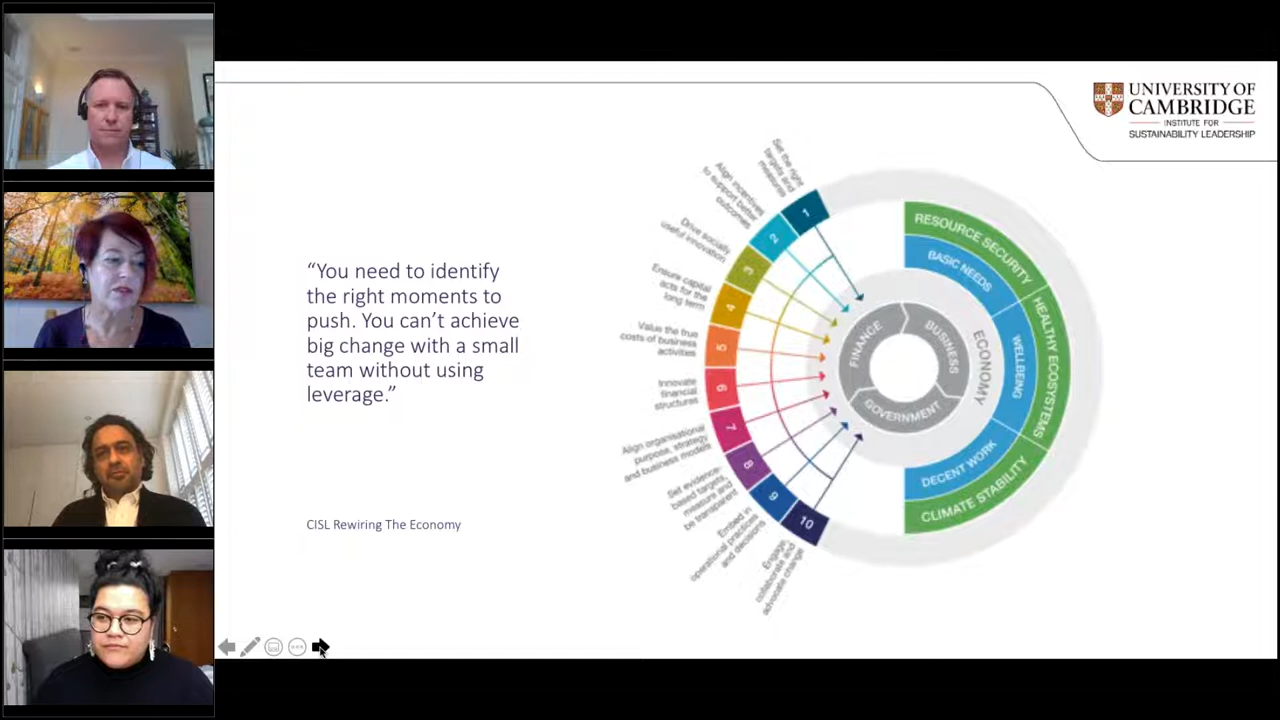 UNIVERSITY OF
CAMBRIDGE
INSTITUTE FOR
SUSTAINABILITY LEADERSHIP
“You need to identify
the right moments to
push. You can’t achieve
big change with a small
team without using
leverage.”
CISL Rewiring The Economy
1
Set the right
targets and
measures
2
Align incentives
to support better
outcomes
3
Drive socially
useful innovation
4
Ensure capital
acts for the
long term
5
Value the true
costs of business
activities
6
Innovate
financial
structures
7
Align organisational
purpose, strategy
and business models
8
Set evidence-
based targets,
measure and
be transparent
9
Embed in
operational practices
and decisions
10
Engage,
collaborate and
advocate change
FINANCE
BUSINESS
GOVERNMENT
ECONOMY
BASIC NEEDS
WELLBEING
DECENT WORK
RESOURCE SECURITY
HEALTHY ECOSYSTEMS
CLIMATE STABILITY